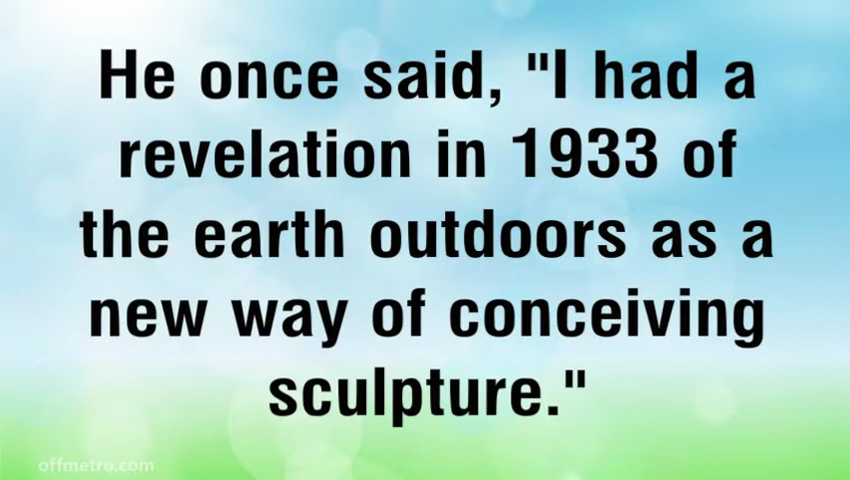 He once said, "I had a
revelation in 1933 of
the earth outdoors as a
new way of conceiving
sculpture."
offmetro.com